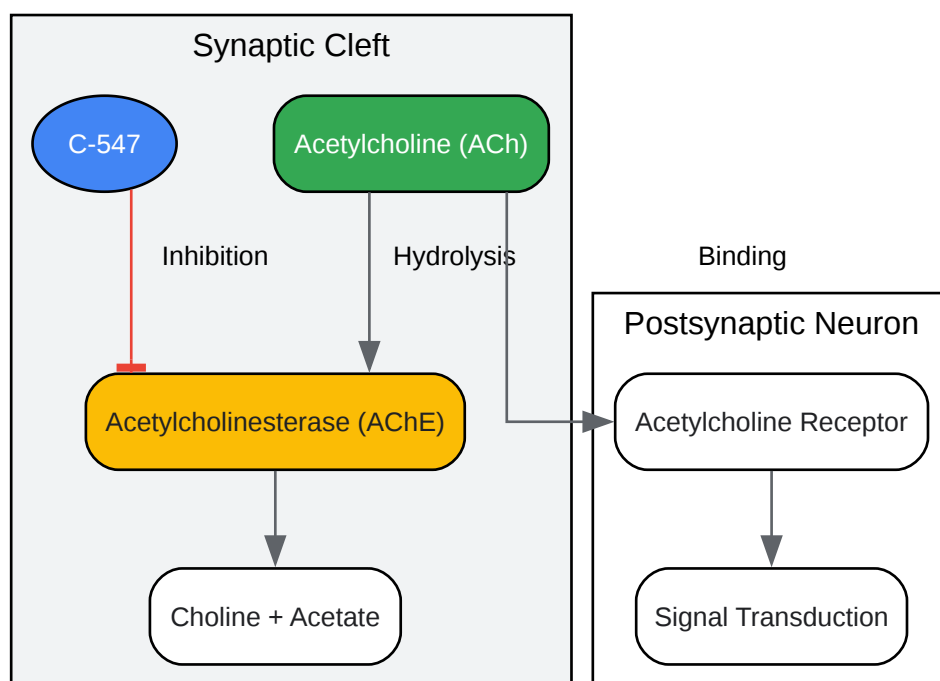 Synaptic Cleft
C-547
Acetylcholine (ACh)
Inhibition
Hydrolysis
Binding
Postsynaptic Neuron
Acetylcholinesterase (AChE)
Acetylcholine Receptor
Choline + Acetate
Signal Transduction